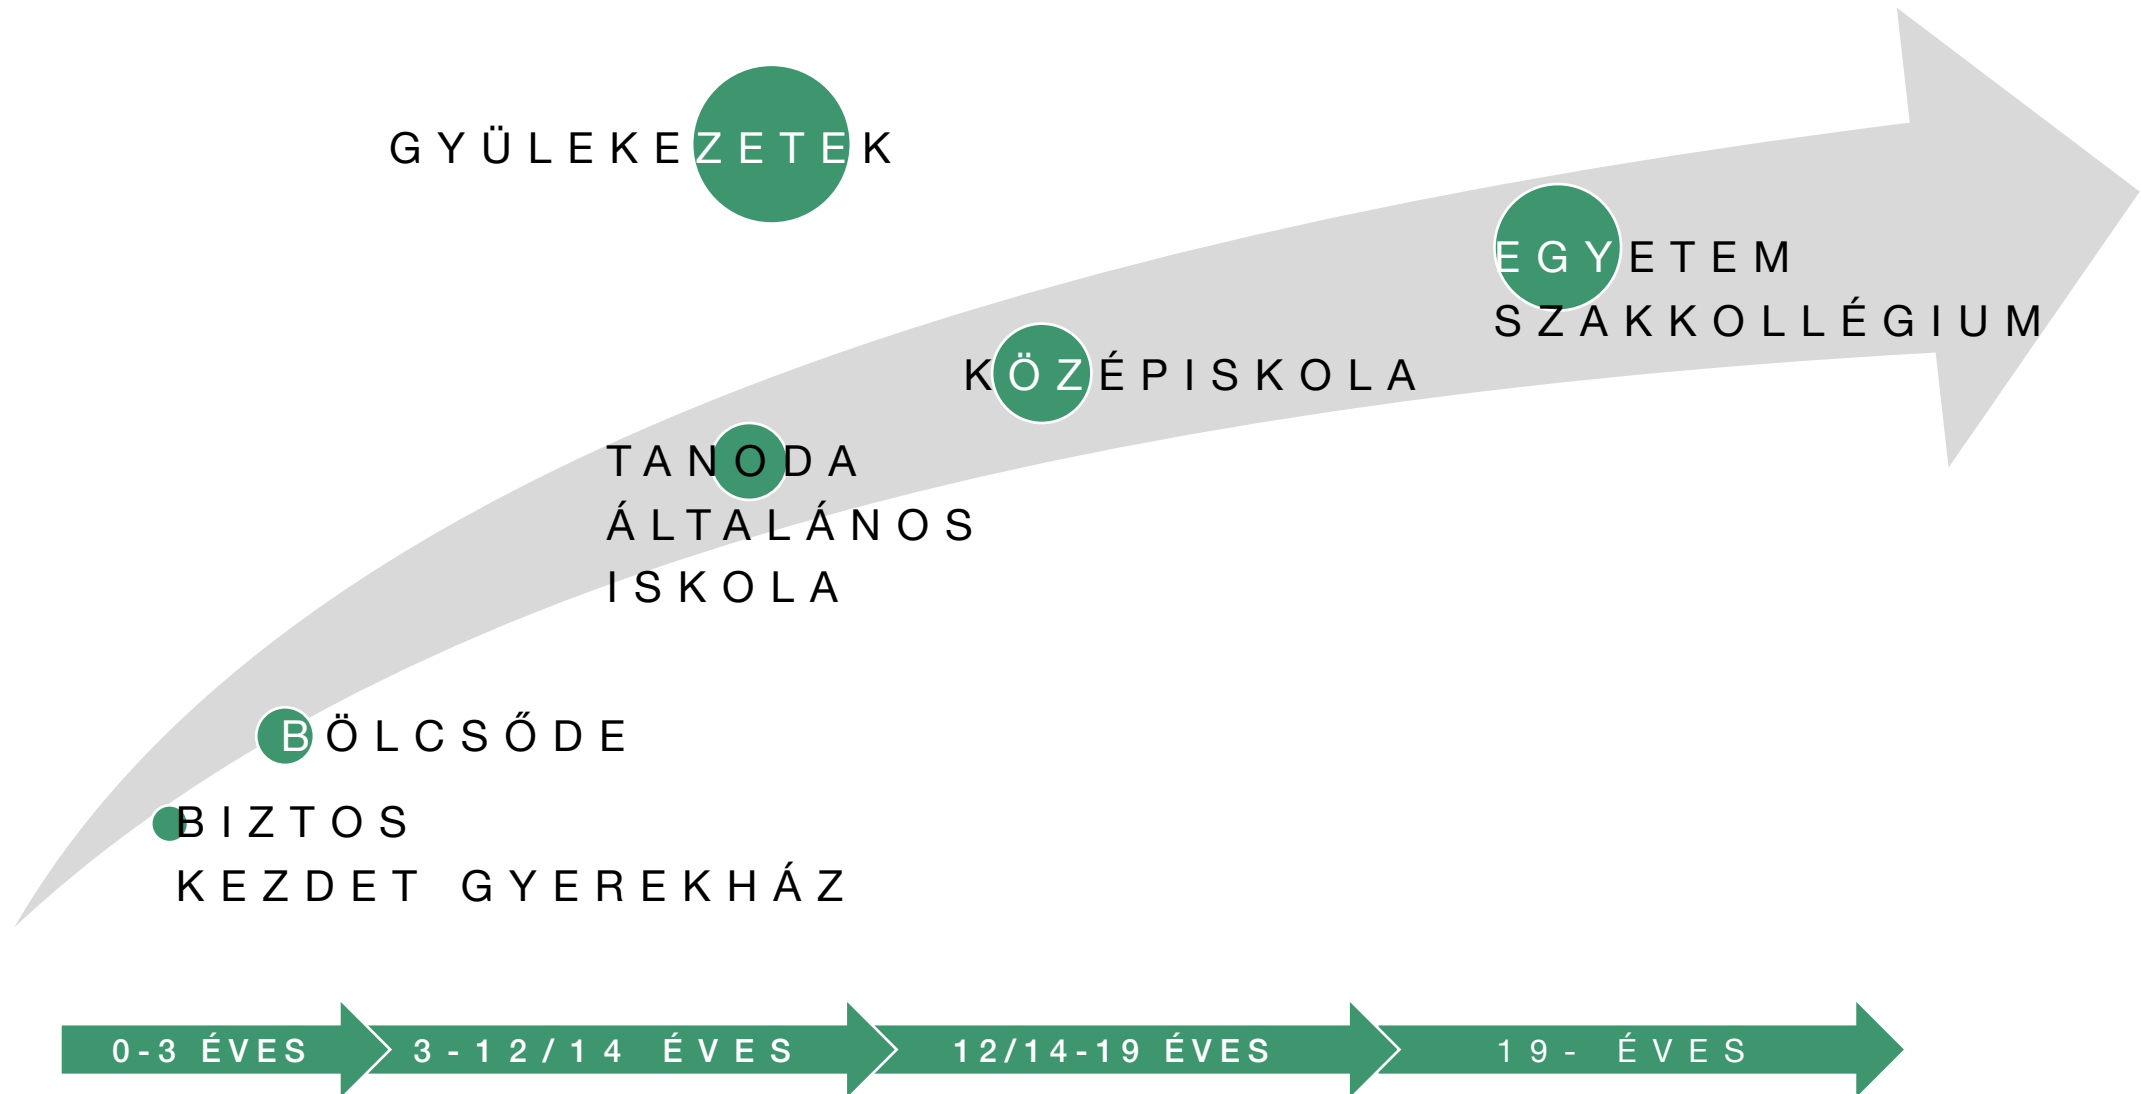 GYÜLEKEZETEK
EGYETEM
SZAKKOLLÉGIUM
KÖZÉPISKOLA
TANODA
ÁLTALÁNOS
ISKOLA
BÖLCSŐDE
BIZTOS
KEZDET GYEREKHÁZ
0-3 ÉVES
3-12/14 ÉVES
12/14-19 ÉVES
19- ÉVES